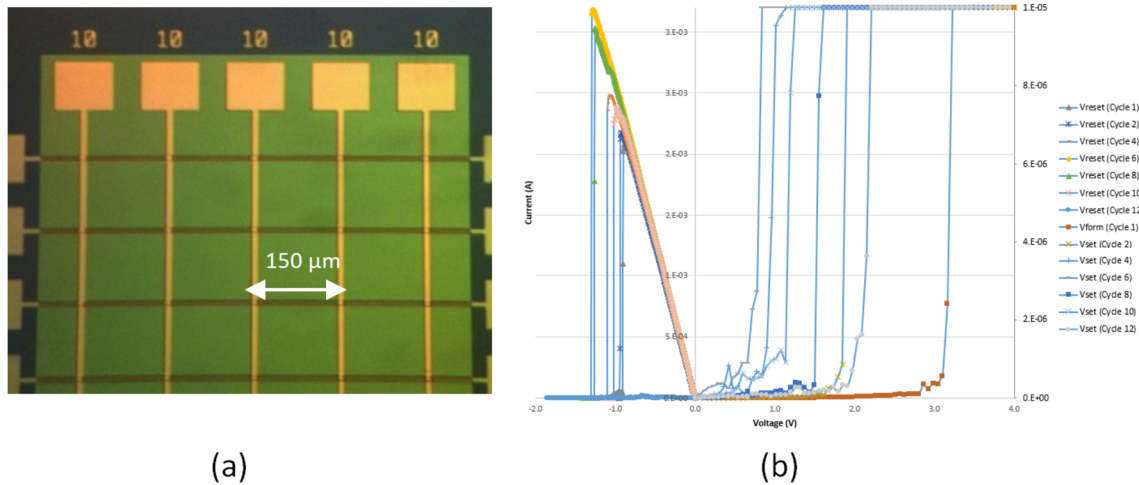 10 10 10 10 10
150 µm
(a)
3.E-03
3.E-03
2.E-03
2.E-03
1.E-03
1.E-03
5.E-04
0.E+00
Current (A)
-2.0 -1.0 0.0 1.0 2.0 3.0 4.0
Voltage (V)
1.E-05
8.E-06
6.E-06
4.E-06
2.E-06
0.E+00
Vreset (Cycle 1)
Vreset (Cycle 2)
Vreset (Cycle 4)
Vreset (Cycle 6)
Vreset (Cycle 8)
Vreset (Cycle 10
Vreset (Cycle 12
Vform (Cycle 1)
Vset (Cycle 2)
Vset (Cycle 4)
Vset (Cycle 6)
Vset (Cycle 8)
Vset (Cycle 10)
Vset (Cycle 12)
(b)